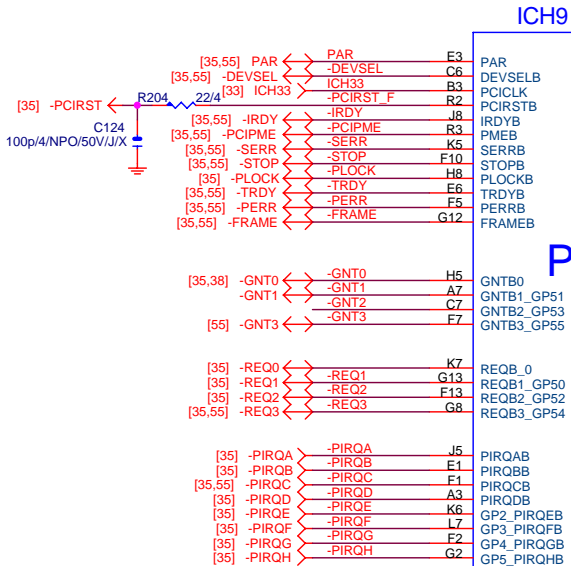 ICH9
[35,55] PAR PAR E3 PAR
[35,55] -DEVSEL -DEVSEL C6 DEVSELB
[33] ICH33 ICH33 B3 PCICLK
[35] -PCIRST R204 22/4 -PCIRST_F R2 PCIRSTB
[35,55] -IRDY -IRDY J8 IRDYB
C124
100p/4/NPO/50V/J/X
[35,55] -PCIPME -PCIPME R3 PMEB
[35,55] -SERR -SERR K5 SERRB
[35,55] -STOP -STOP F10 STOPB
[35] -PLOCK -PLOCK H8 PLOCKB
[35,55] -TRDY -TRDY E6 TRDYB
[35,55] -PERR -PERR F5 PERRB
[35,55] -FRAME -FRAME G12 FRAMEB
P
[35,38] -GNT0 -GNT0 H5 GNTB0
-GNT1 -GNT1 A7 GNTB1_GP51
-GNT2 C7 GNTB2_GP53
[55] -GNT3 -GNT3 F7 GNTB3_GP55
[35] -REQ0 K7 REQB_0
[35] -REQ1 -REQ1 G13 REQB1_GP50
[35] -REQ2 -REQ2 F13 REQB2_GP52
[35,55] -REQ3 -REQ3 G8 REQB3_GP54
[35] -PIRQA -PIRQA J5 PIRQAB
[35] -PIRQB -PIRQB E1 PIRQBB
[35,55] -PIRQC -PIRQC F1 PIRQCB
[35] -PIRQD -PIRQD A3 PIRQDB
[35] -PIRQE -PIRQE K6 GP2_PIRQEB
[35] -PIRQF -PIRQF L7 GP3_PIRQFB
[35] -PIRQG -PIRQG F2 GP4_PIRQGB
[35] -PIRQH -PIRQH G2 GP5_PIRQHB